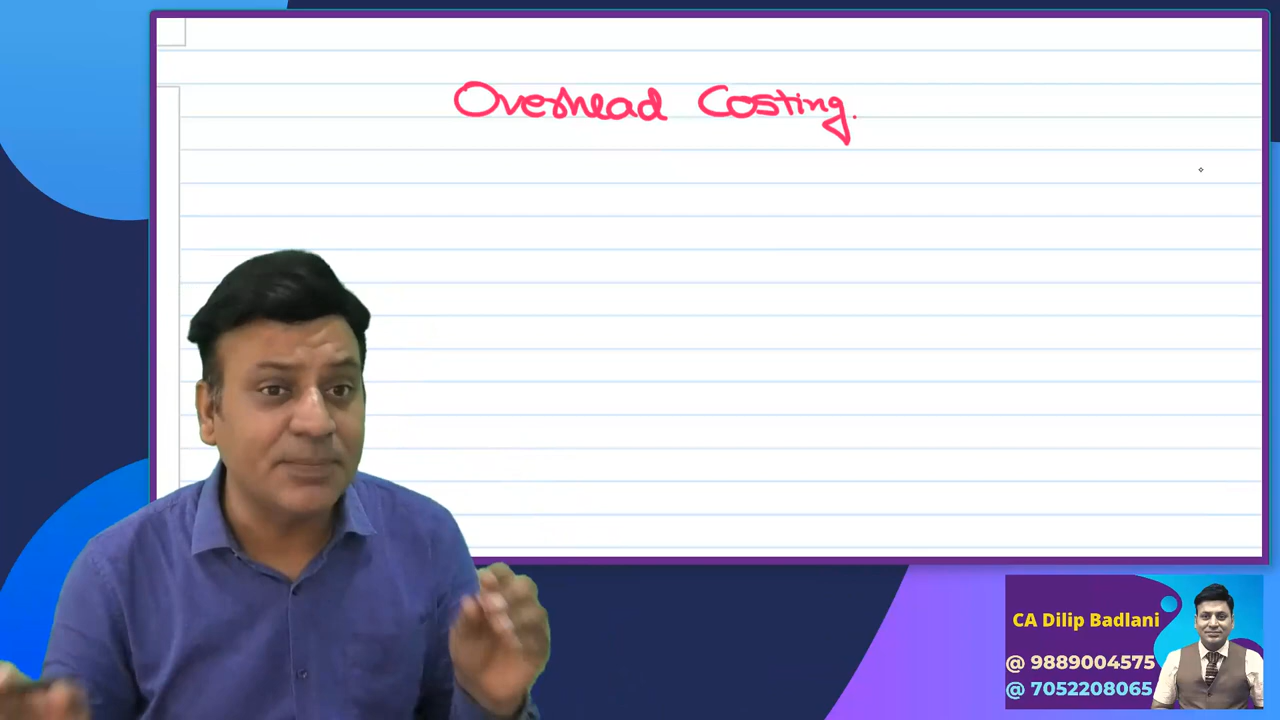 Overhead Costing.
CA Dilip Badlani
@ 9889004575
@ 7052208065